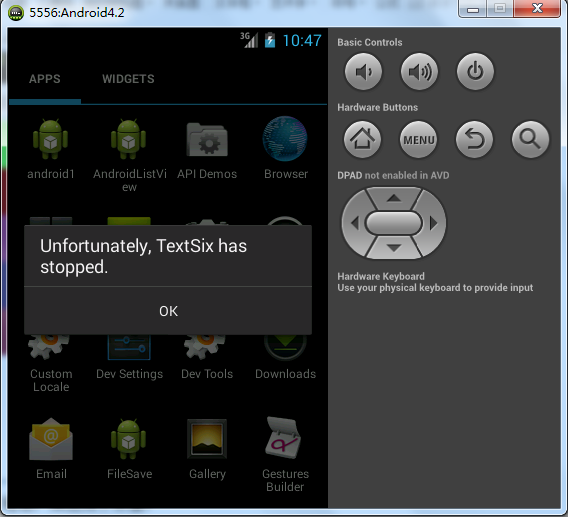 5556:Android4.2
3G
10:47
APPS
WIDGETS
android1
AndroidListVi
ew
API Demos
Browser
Unfortunately, TextSix has
stopped.
OK
Custom
Locale
Dev Settings
Dev Tools
Downloads
Email
FileSave
Gallery
Gestures
Builder
Basic Controls
Hardware Buttons
MENU
DPAD not enabled in AVD
Hardware Keyboard
Use your physical keyboard to provide input